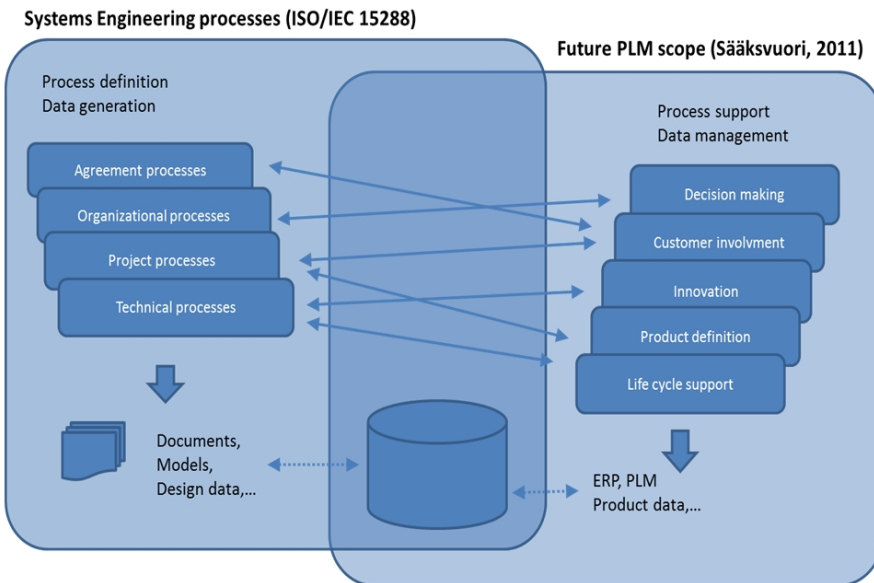 Systems Engineering processes (ISO/IEC 15288)
Future PLM scope (Sääksvuori, 2011)
Process definition
Data generation
Process support
Data management
Agreement processes
Organizational processes
Project processes
Technical processes
Decision making
Customer involvment
Innovation
Product definition
Life cycle support
Documents,
Models,
Design data,...
ERP, PLM
Product data,...